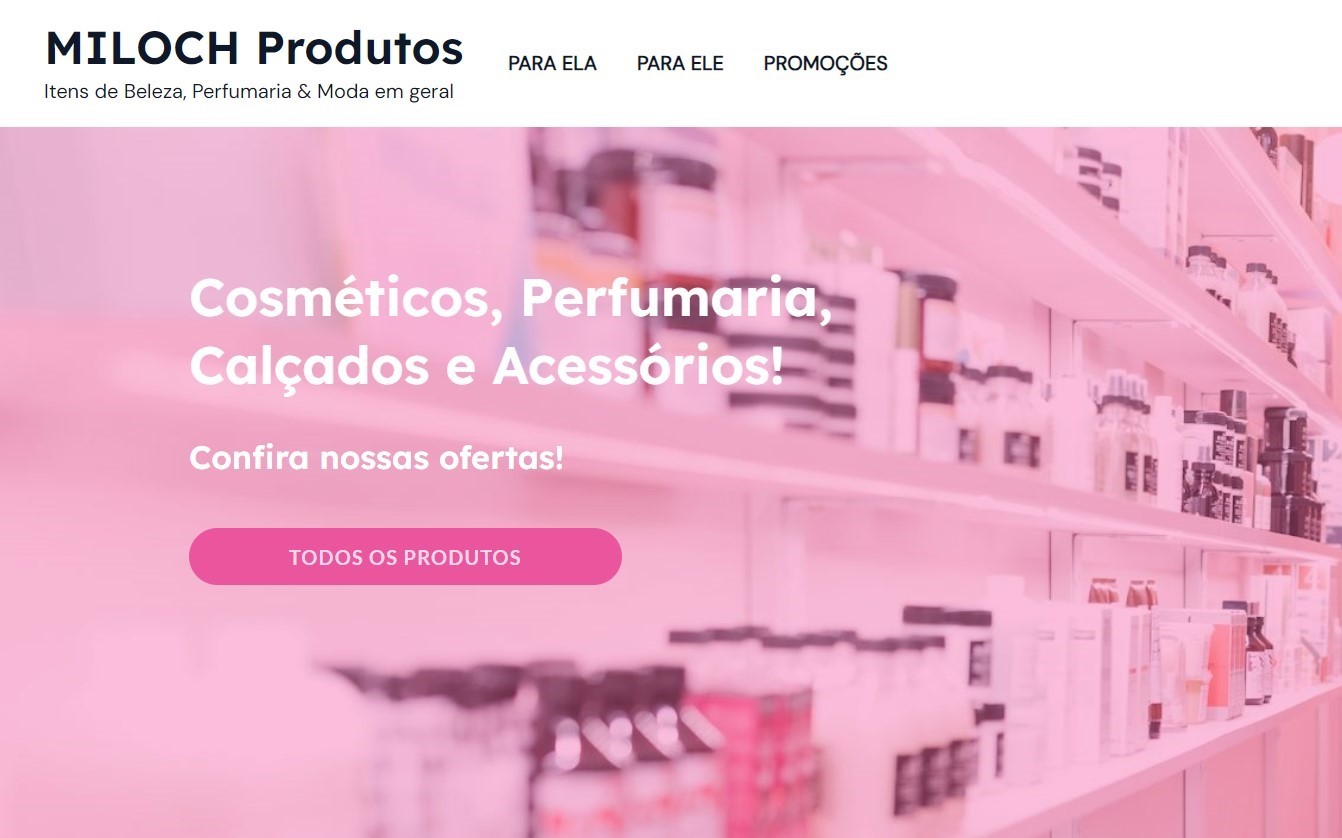 MILOCH Produtos
Itens de Beleza, Perfumaria & Moda em geral
PARA ELA PARA ELE PROMOÇÕES
Cosméticos, Perfumaria,
Calçados e Acessórios!
Confira nossas ofertas!
TODOS OS PRODUTOS